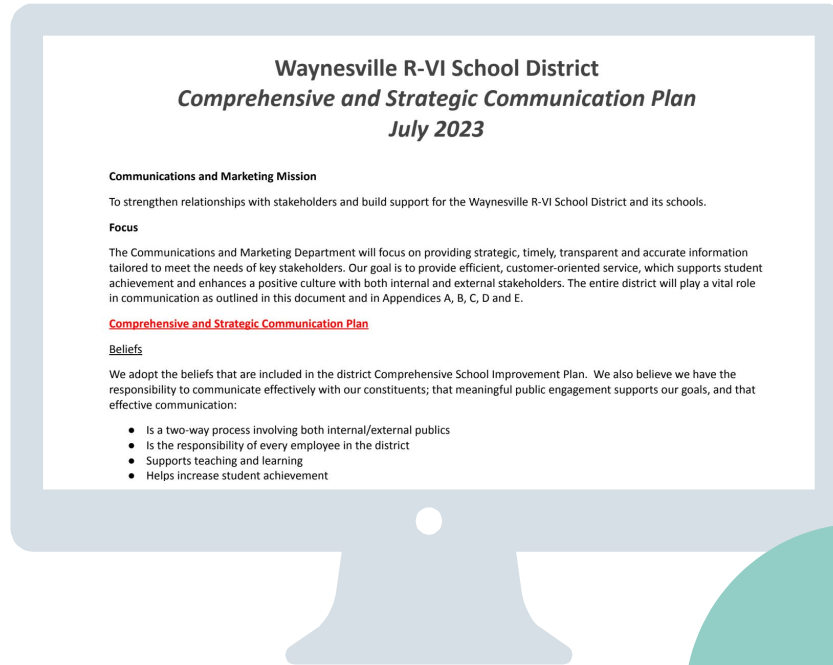 Waynesville R-VI School District
Comprehensive and Strategic Communication Plan
July 2023
Communications and Marketing Mission
To strengthen relationships with stakeholders and build support for the Waynesville R-VI School District and its schools.
Focus
The Communications and Marketing Department will focus on providing strategic, timely, transparent and accurate information
tailored to meet the needs of key stakeholders. Our goal is to provide efficient, customer-oriented service, which supports student
achievement and enhances a positive culture with both internal and external stakeholders. The entire district will play a vital role
in communication as outlined in this document and in Appendices A, B, C, D and E.
Comprehensive and Strategic Communication Plan
Beliefs
We adopt the beliefs that are included in the district Comprehensive School Improvement Plan. We also believe we have the
responsibility to communicate effectively with our constituents; that meaningful public engagement supports our goals, and that
effective communication:
● Is a two-way process involving both internal/external publics
● Is the responsibility of every employee in the district
● Supports teaching and learning
● Helps increase student achievement